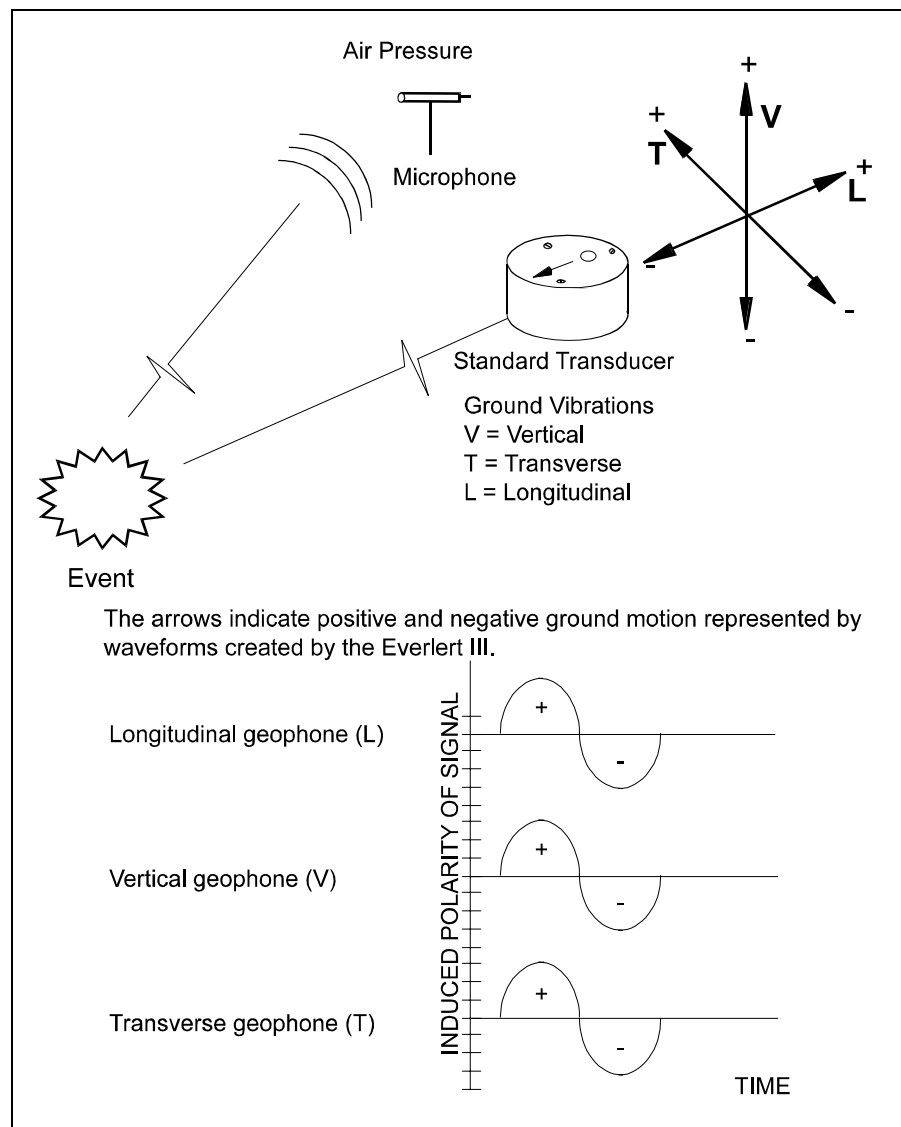 Air Pressure
Microphone
+
V
+
T
+
L
-
-
-
Standard Transducer
Ground Vibrations
V = Vertical
T = Transverse
L = Longitudinal
Event
The arrows indicate positive and negative ground motion represented by
waveforms created by the Everlert III.
INDUCED POLARITY OF SIGNAL
Longitudinal geophone (L)
+
-
Vertical geophone (V)
+
-
Transverse geophone (T)
+
-
TIME